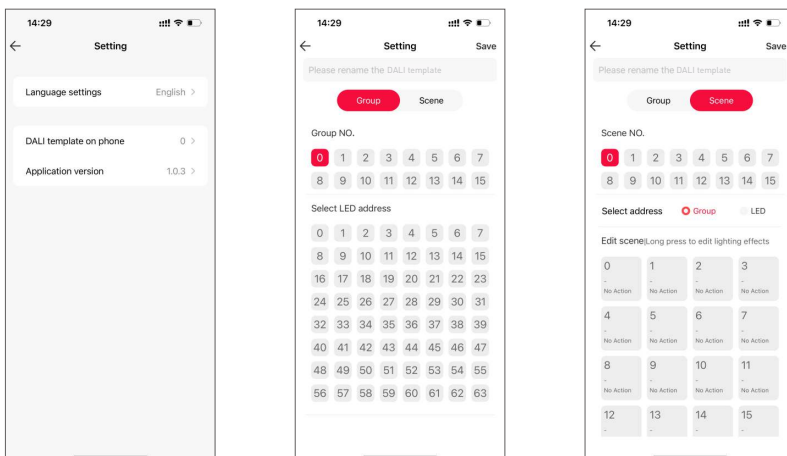 14:29
Setting
Language settings English >
DALI template on phone 0 >
Application version 1.0.3 >
14:29
Setting Save
Please rename the DALI template
Group Scene
Group NO.
0 1 2 3 4 5 6 7
8 9 10 11 12 13 14 15
Select LED address
0 1 2 3 4 5 6 7
8 9 10 11 12 13 14 15
16 17 18 19 20 21 22 23
24 25 26 27 28 29 30 31
32 33 34 35 36 37 38 39
40 41 42 43 44 45 46 47
48 49 50 51 52 53 54 55
56 57 58 59 60 61 62 63
14:29
Setting Save
Please rename the DALI template
Group Scene
Scene NO.
0 1 2 3 4 5 6 7
8 9 10 11 12 13 14 15
Select address Group LED
Edit scene|Long press to edit lighting effects
0 1 2 3
- - - -
No Action No Action No Action No Action
4 5 6 7
- - - -
No Action No Action No Action No Action
8 9 10 11
- - - -
No Action No Action No Action No Action
12 13 14 15
- - - -